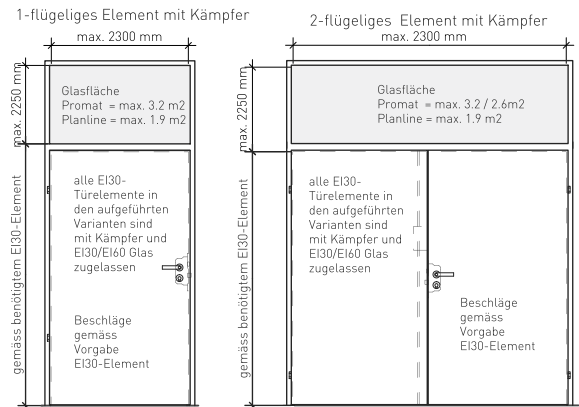 1-flügeliges Element mit Kämpfer
max. 2300 mm
max. 2250 mm
Glasfläche
Promat = max. 3.2 m2
Planline = max. 1.9 m2
gemäss benötigtem EI30-Element
alle EI30-
Türelemente in
den aufgeführten
Varianten sind
mit Kämpfer und
EI30/EI60 Glas
zugelassen
Beschläge
gemäss
Vorgabe
EI30-Element
2-flügeliges Element mit Kämpfer
max. 2300 mm
max. 2250 mm
Glasfläche
Promat = max. 3.2 / 2.6m2
Planline = max. 1.9 m2
gemäss benötigtem EI30-Element
alle EI30-
Türelemente in
den aufgeführten
Varianten sind
mit Kämpfer und
EI30/EI60 Glas
zugelassen
Beschläge
gemäss
Vorgabe
EI30-Element